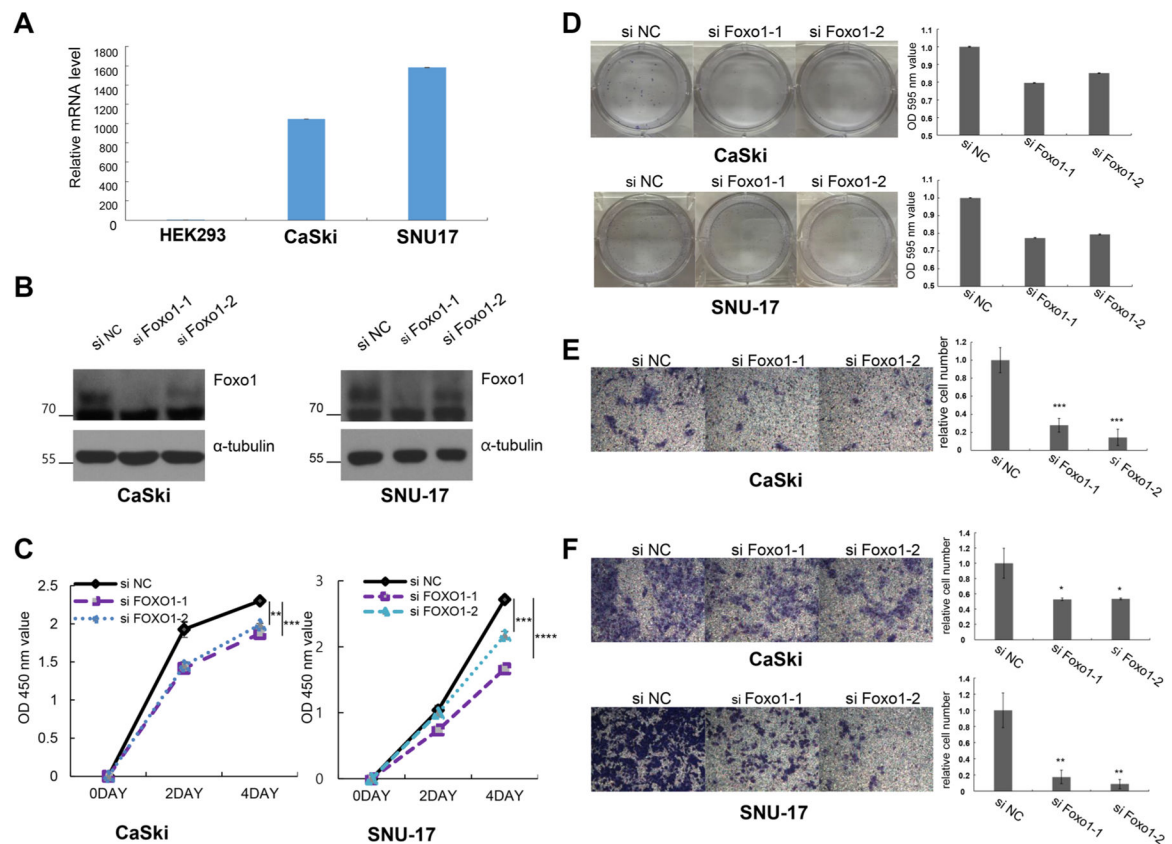 A
Relative mRNA level
1800
1600
1400
1200
1000
800
600
400
200
0
HEK293 CaSki SNU17
B
si NC si Foxo1-1 si Foxo1-2
Foxo1
70
α-tubulin
55
CaSki
si NC si Foxo1-1 si Foxo1-2
Foxo1
70
α-tubulin
55
SNU-17
C
OD 450 nm value
2.5
2
1.5
1
0.5
0
si NC
si FOXO1-1
si FOXO1-2
**
***
0DAY 2DAY 4DAY
CaSki
OD 450 nm value
3
2
1
0
si NC
si FOXO1-1
si FOXO1-2
***
****
0DAY 2DAY 4DAY
SNU-17
D
si NC si Foxo1-1 si Foxo1-2
CaSki
OD 595 nm value
1.1
1.0
0.9
0.8
0.7
0.6
0.5
si NC si Foxo1-1 si Foxo1-2
si NC si Foxo1-1 si Foxo1-2
SNU-17
OD 595 nm value
1.1
1.0
0.9
0.8
0.7
0.6
0.5
si NC si Foxo1-1 si Foxo1-2
E
si NC si Foxo1-1 si Foxo1-2
CaSki
relative cell number
1.2
1.0
0.8
0.6
0.4
0.2
0.0
*** ***
si NC si Foxo1-1 si Foxo1-2
F
si NC si Foxo1-1 si Foxo1-2
CaSki
relative cell number
1.4
1.2
1.0
0.8
0.6
0.4
0.2
0.0
* *
si NC si Foxo1-1 si Foxo1-2
si NC si Foxo1-1 si Foxo1-2
SNU-17
relative cell number
1.4
1.2
1.0
0.8
0.6
0.4
0.2
0.0
** **
si NC si Foxo1-1 si Foxo1-2